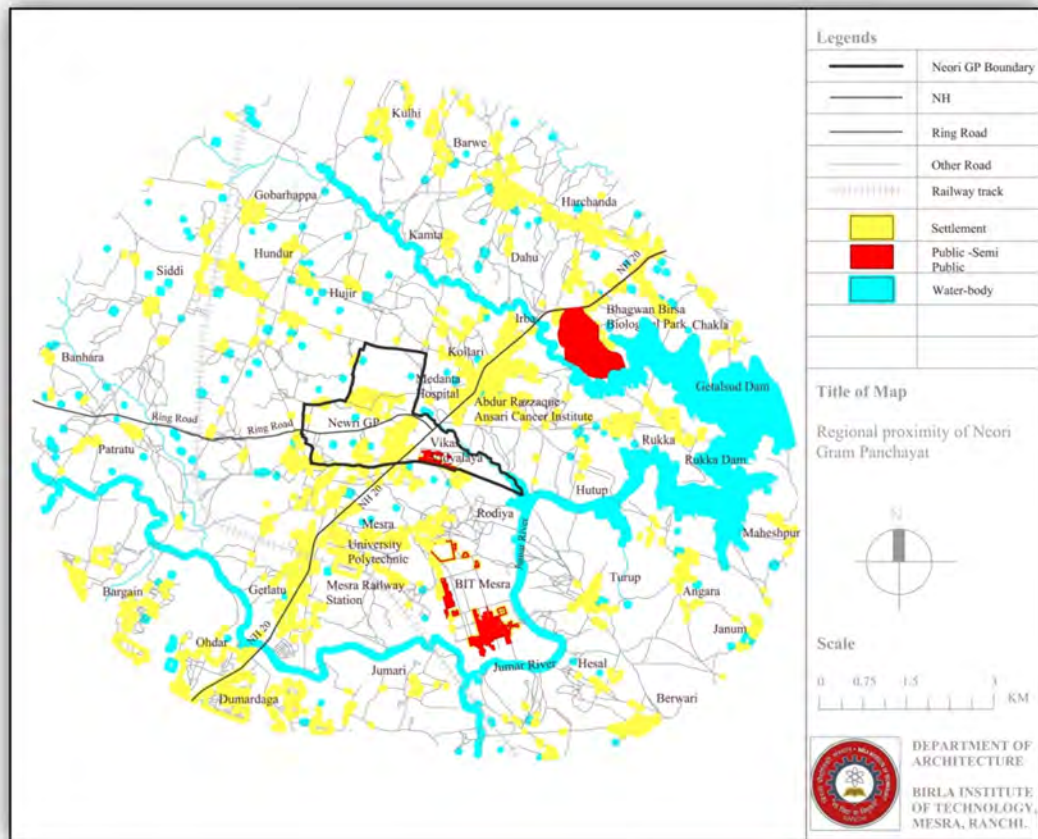 Kulhi
Barwe
Gobarhappa
Harchanda
Kamta
Hundur
Dahu
NH 20
Siddi
Hujir
Bhagwan Birsa
Biological Park
Chakla
Irba
Kollari
Banhara
Medanta
Hospital
Getalsud Dam
Abdur Razzaque
Ansari Cancer Institute
Ring Road
Ring Road
Newri GP
Patratu
Rukka
Rukka Dam
NH 20
Hutup
Rodiya
Mesra
Maheshpur
University
Polytechnic
Jumar River
Turup
Bargain
Getlatu
Mesra Railway
Station
BIT Mesra
Angara
Janum
NH 20
Ohdar
Jumari
Jumar River
Hesal
Dumardaga
Berwari
Legends
Neori GP Boundary
NH
Ring Road
Other Road
Railway track
Settlement
Public -Semi
Public
Water-body
Title of Map
Regional proximity of Neori
Gram Panchayat
N
Scale
0 0.75 1.5 3
KM
DEPARTMENT OF
ARCHITECTURE
BIRLA INSTITUTE
OF TECHNOLOGY,
MESRA, RANCHI.